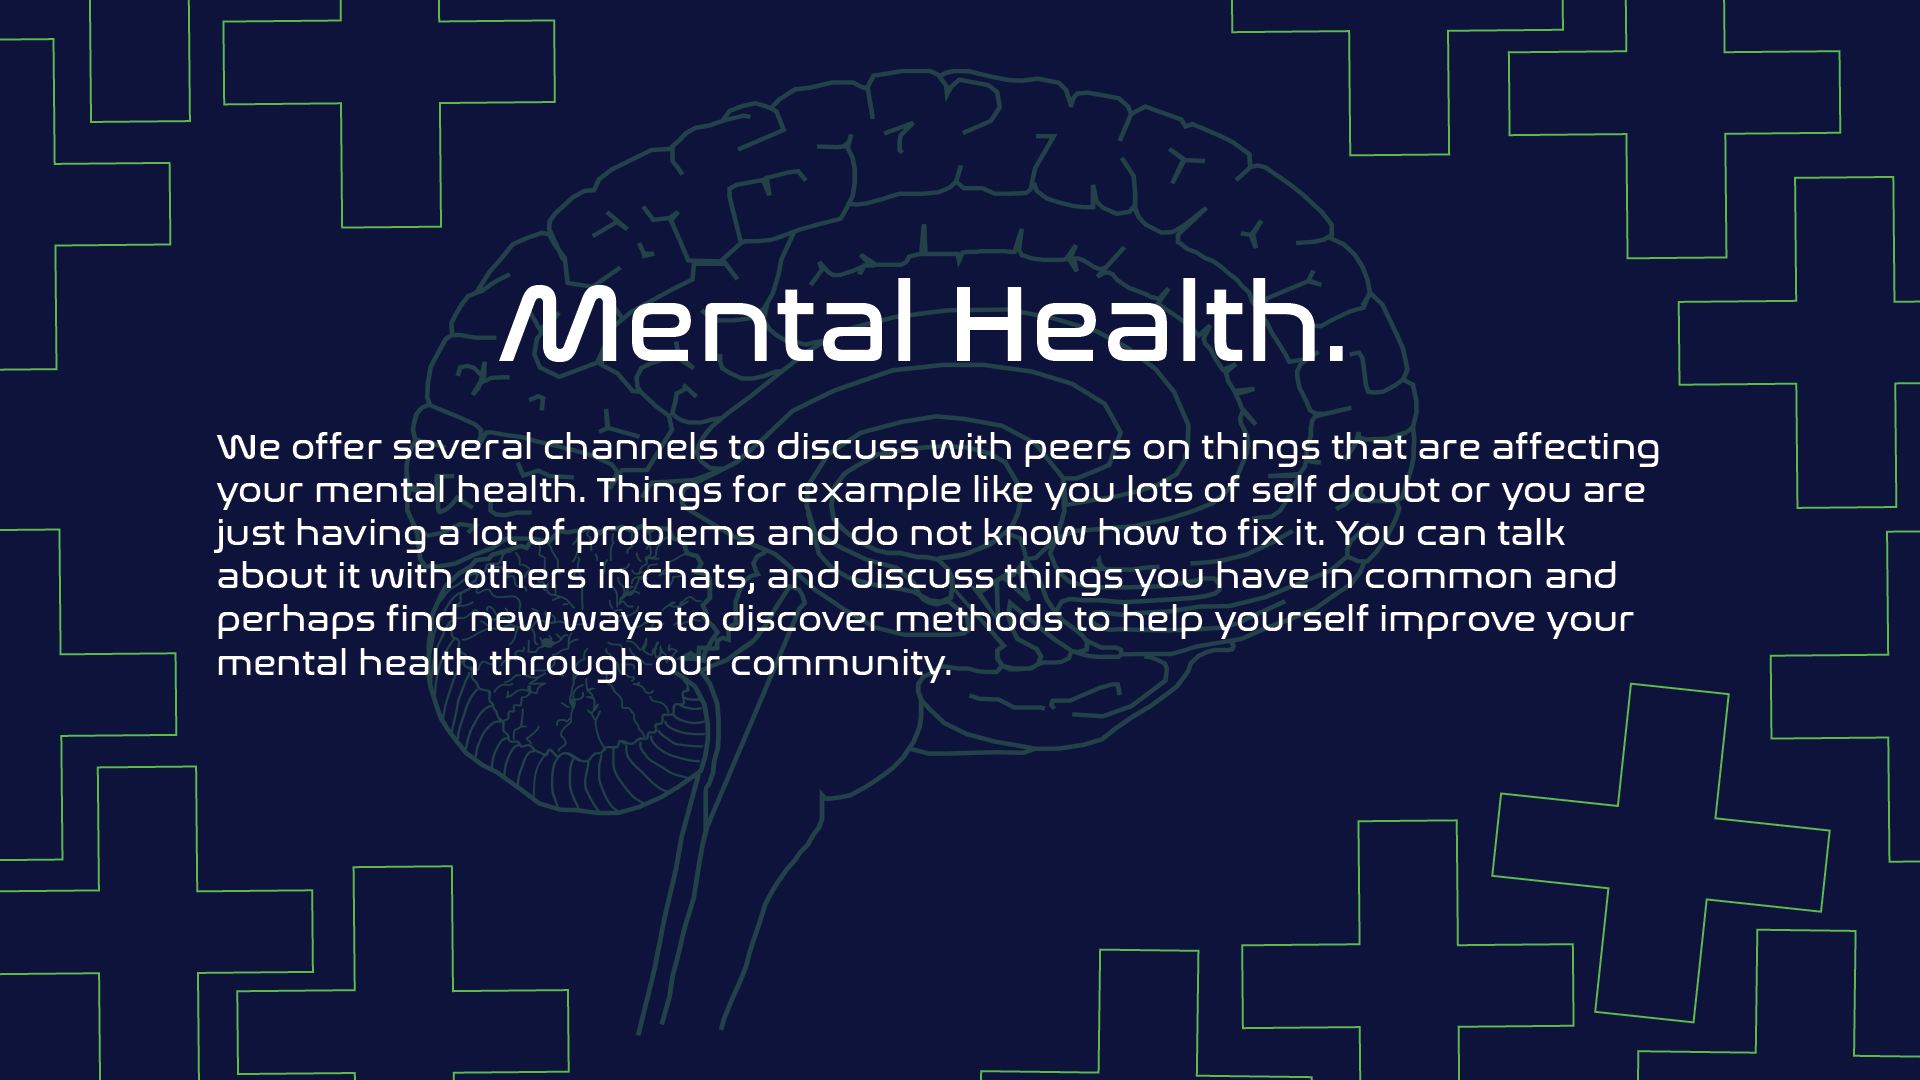 Mental Health.
We offer several channels to discuss with peers on things that are affecting
your mental health. Things for example like you lots of self doubt or you are
just having a lot of problems and do not know how to fix it. You can talk
about it with others in chats, and discuss things you have in common and
perhaps find new ways to discover methods to help yourself improve your
mental health through our community.